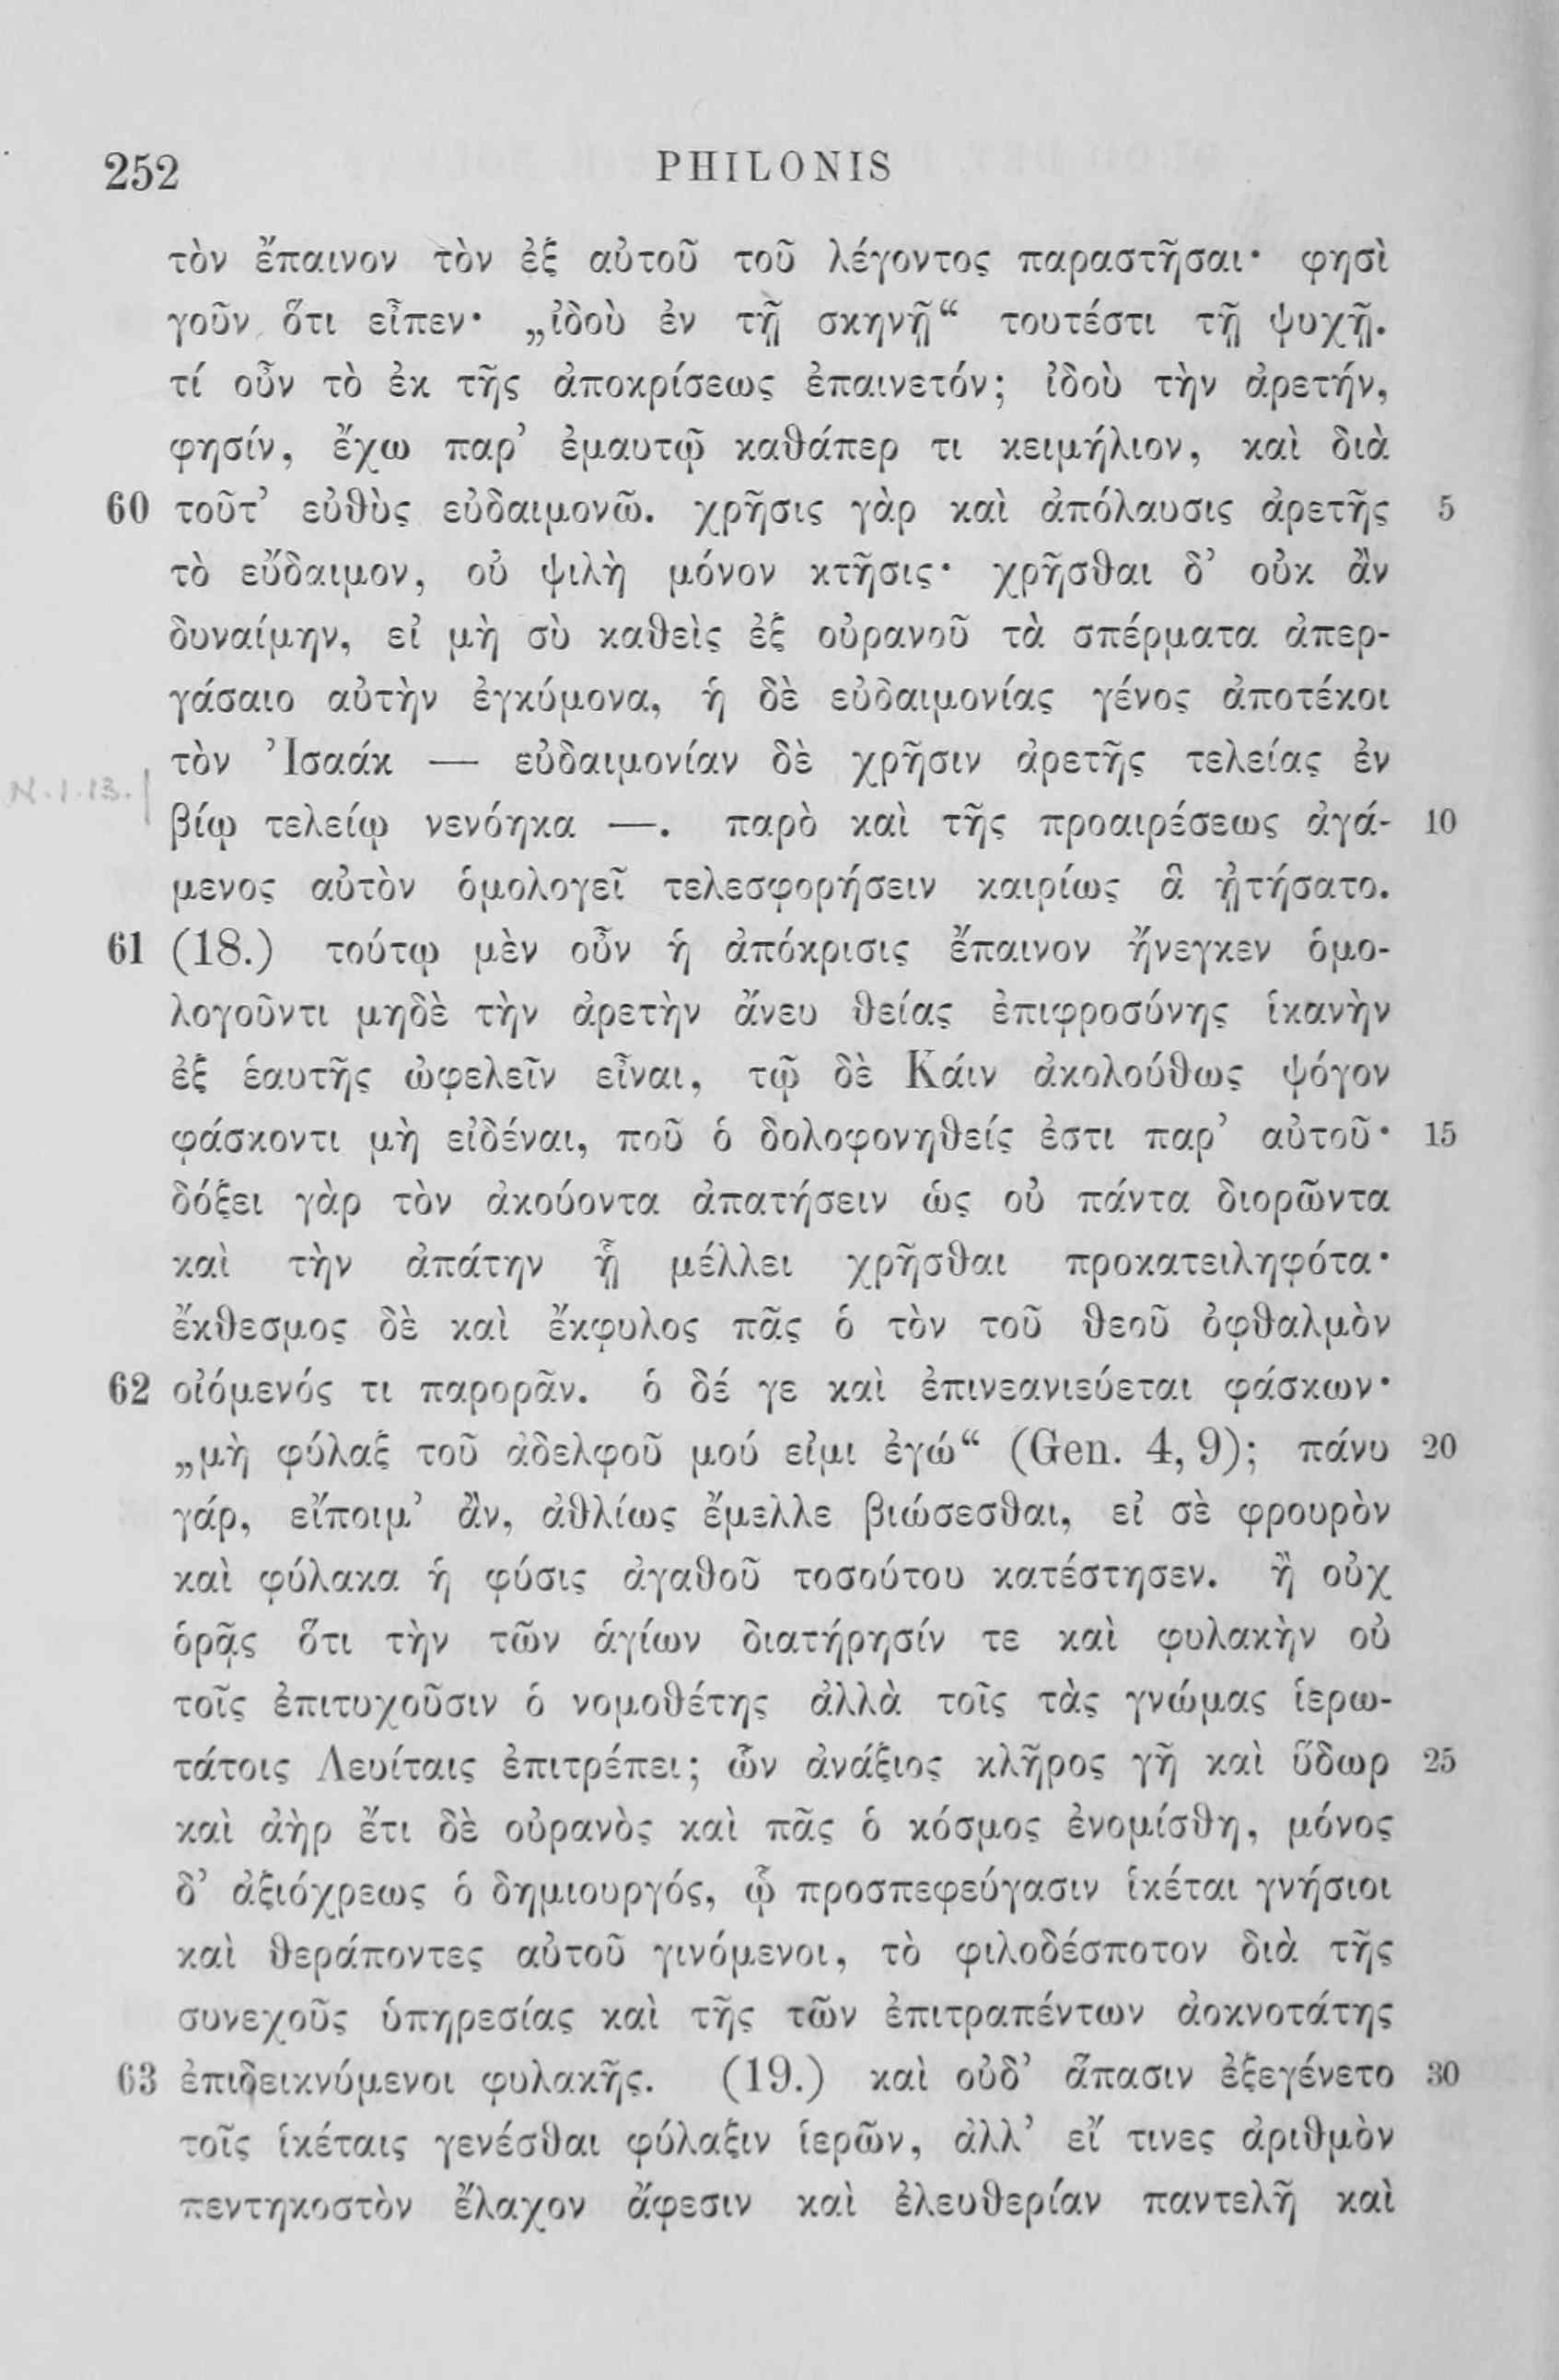 252 PHILONIS
τὸν ἔπαινον τὸν ἐξ αὐτοῦ τοῦ λέγοντος παραστῆσαι· φησὶ
γοῦν ὅτι εἶπεν· „ἰδοὺ ἐν τῇ σκηνῇ“ τουτέστι τῇ ψυχῇ.
τί οὖν τὸ ἐκ τῆς ἀποκρίσεως ἐπαινετόν; ἰδοὺ τὴν ἀρετήν,
φησίν, ἔχω παρ’ ἐμαυτῷ καθάπερ τι κειμήλιον, καὶ διὰ
60 τοῦτ’ εὐθὺς εὐδαιμονῶ. χρῆσις γὰρ καὶ ἀπόλαυσις ἀρετῆς 5
τὸ εὔδαιμον, οὐ ψιλὴ μόνον κτῆσις· χρῆσθαι δ’ οὐκ ἂν
δυναίμην, εἰ μὴ σὺ καθεὶς ἐξ οὐρανοῦ τὰ σπέρματα ἀπερ-
γάσαιο αὐτὴν ἐγκύμονα, ἡ δὲ εὐδαιμονίας γένος ἀποτέκοι
τὸν Ἰσαάκ — εὐδαιμονίαν δὲ χρῆσιν ἀρετῆς τελείας ἐν
N.1.13.
βίῳ τελείῳ νενόηκα —. παρὸ καὶ τῆς προαιρέσεως ἀγά- 10
μενος αὐτὸν ὁμολογεῖ τελεσφορήσειν καιρίως ἃ ᾐτήσατο.
61 (18.) τούτῳ μὲν οὖν ἡ ἀπόκρισις ἔπαινον ἤνεγκεν ὁμο-
λογοῦντι μηδὲ τὴν ἀρετὴν ἄνευ θείας ἐπιφροσύνης ἱκανὴν
ἐξ ἑαυτῆς ὠφελεῖν εἶναι, τῷ δὲ Κάιν ἀκολούθως ψόγον
φάσκοντι μὴ εἰδέναι, ποῦ ὁ δολοφονηθείς ἐστι παρ’ αὐτοῦ· 15
δόξει γὰρ τὸν ἀκούοντα ἀπατήσειν ὡς οὐ πάντα διορῶντα
καὶ τὴν ἀπάτην ᾗ μέλλει χρῆσθαι προκατειληφότα·
ἔκθεσμος δὲ καὶ ἔκφυλος πᾶς ὁ τὸν τοῦ θεοῦ ὀφθαλμὸν
62 οἰόμενός τι παρορᾶν. ὁ δέ γε καὶ ἐπινεανιεύεται φάσκων·
„μὴ φύλαξ τοῦ ἀδελφοῦ μού εἰμι ἐγώ“ (Gen. 4, 9); πάνυ 20
γάρ, εἴποιμ’ ἄν, ἀθλίως ἔμελλε βιώσεσθαι, εἰ σὲ φρουρὸν
καὶ φύλακα ἡ φύσις ἀγαθοῦ τοσούτου κατέστησεν. ἢ οὐχ
ὁρᾷς ὅτι τὴν τῶν ἁγίων διατήρησίν τε καὶ φυλακὴν οὐ
τοῖς ἐπιτυχοῦσιν ὁ νομοθέτης ἀλλὰ τοῖς τὰς γνώμας ἱερω-
τάτοις Λευίταις ἐπιτρέπει; ὧν ἀνάξιος κλῆρος γῆ καὶ ὕδωρ 25
καὶ ἀὴρ ἔτι δὲ οὐρανὸς καὶ πᾶς ὁ κόσμος ἐνομίσθη, μόνος
δ’ ἀξιόχρεως ὁ δημιουργός, ᾧ προσπεφεύγασιν ἱκέται γνήσιοι
καὶ θεράποντες αὐτοῦ γινόμενοι, τὸ φιλοδέσποτον διὰ τῆς
συνεχοῦς ὑπηρεσίας καὶ τῆς τῶν ἐπιτραπέντων ἀοκνοτάτης
63 ἐπιδεικνύμενοι φυλακῆς. (19.) καὶ οὐδ’ ἅπασιν ἐξεγένετο 30
τοῖς ἱκέταις γενέσθαι φύλαξιν ἱερῶν, ἀλλ’ εἴ τινες ἀριθμὸν
πεντηκοστὸν ἔλαχον ἄφεσιν καὶ ἐλευθερίαν παντελῆ καὶ